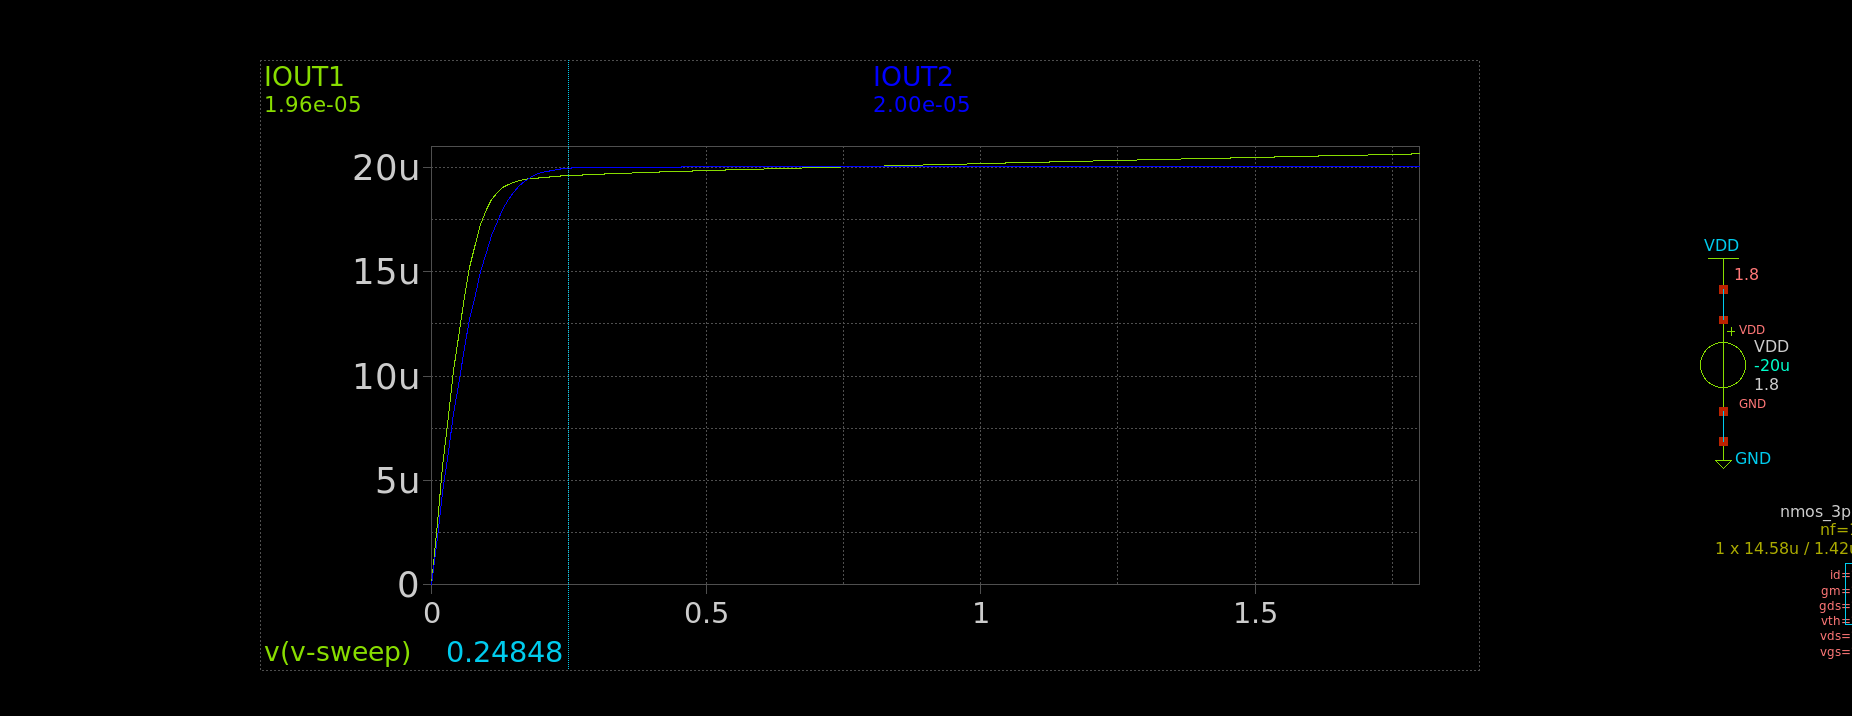 IOUT1
1.96e-05
IOUT2
2.00e-05
20u
15u
10u
5u
0
0 0.5 1 1.5
v(v-sweep) 0.24848
VDD
1.8
+ VDD
VDD
-20u
1.8
GND
GND
nmos_3p
nf=
1 x 14.58u / 1.42u
id=
gm=
gds=
vth=
vds=
vgs=